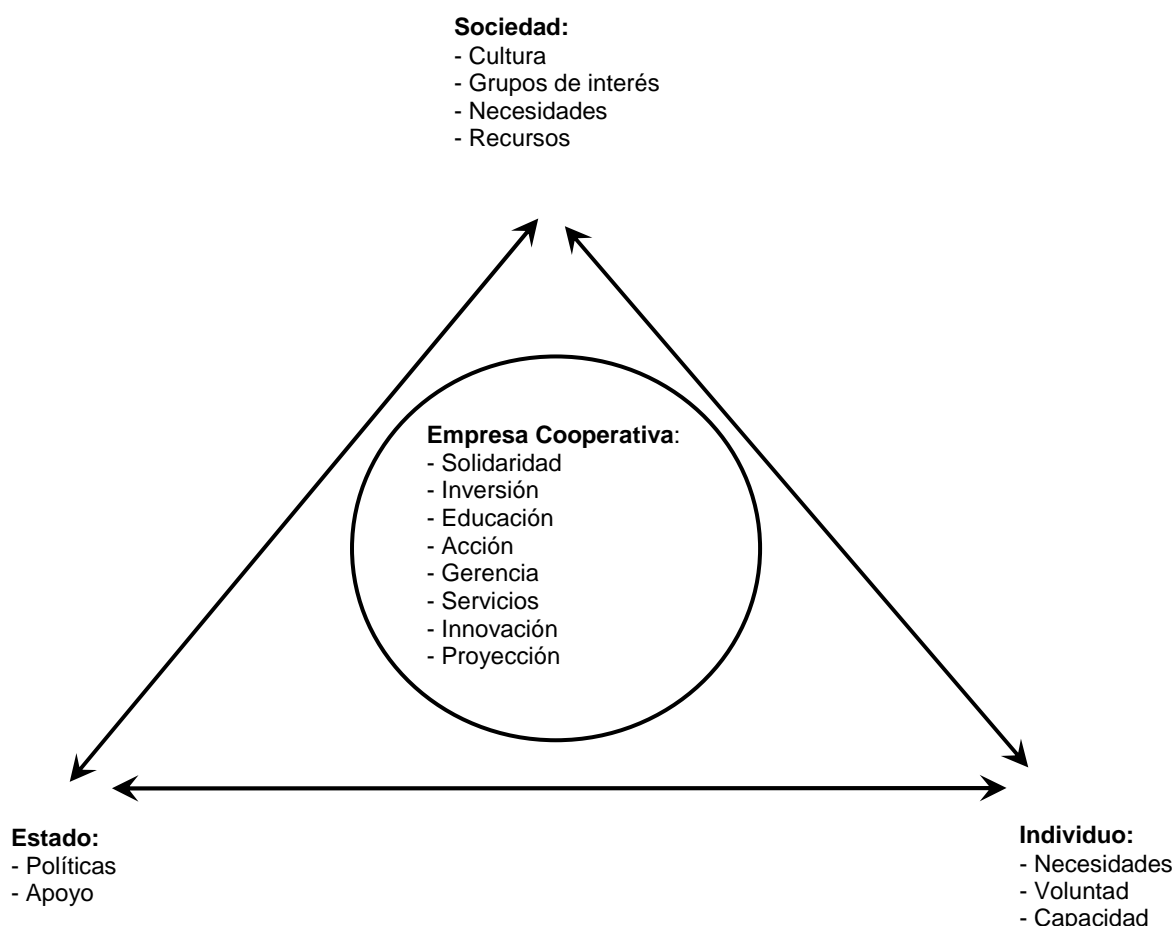 Sociedad:
- Cultura
- Grupos de interés
- Necesidades
- Recursos
Empresa Cooperativa:
- Solidaridad
- Inversión
- Educación
- Acción
- Gerencia
- Servicios
- Innovación
- Proyección
Estado:
- Políticas
- Apoyo
Individuo:
- Necesidades
- Voluntad
- Capacidad